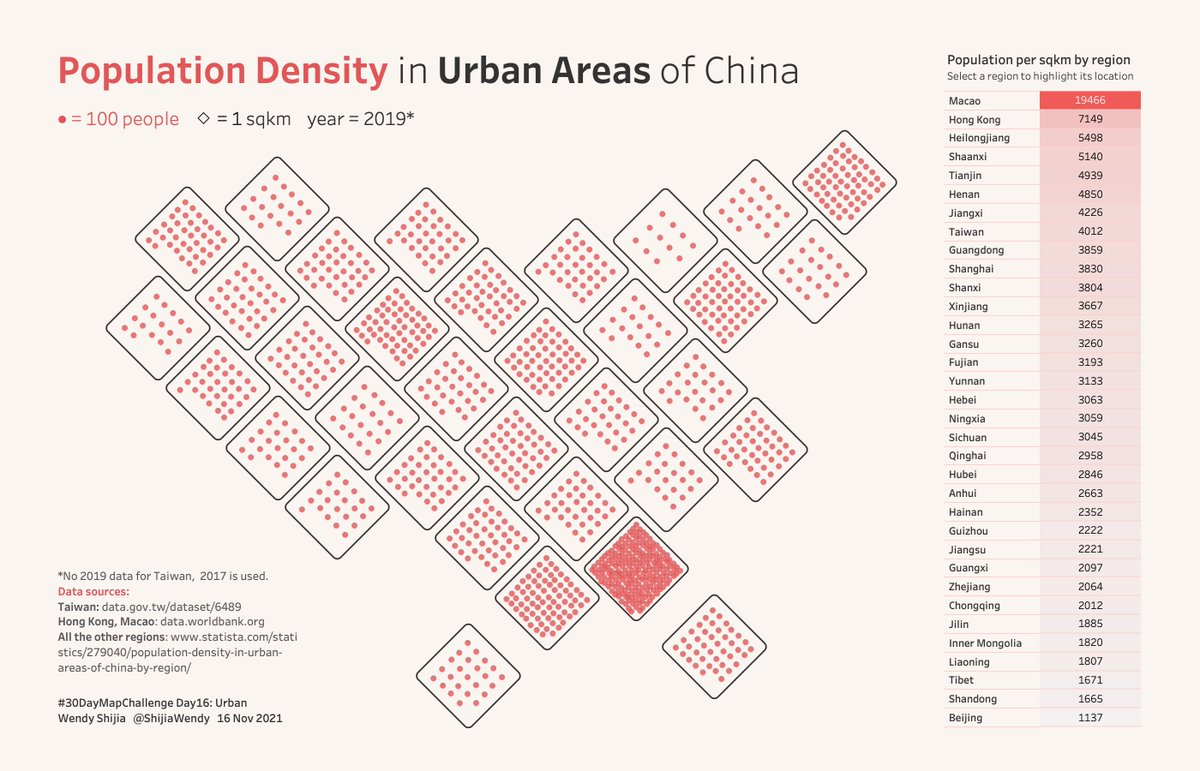 Population Density in Urban Areas of China
= 100 people = 1 sqkm year = 2019*
Population per sqkm by region
Select a region to highlight its location
Macao 19466
Hong Kong 7149
Heilongjiang 5498
Shaanxi 5140
Tianjin 4939
Henan 4850
Jiangxi 4226
Taiwan 4012
Guangdong 3859
Shanghai 3830
Shanxi 3804
Xinjiang 3667
Hunan 3265
Gansu 3260
Fujian 3193
Yunnan 3133
Hebei 3063
Ningxia 3059
Sichuan 3045
Qinghai 2958
Hubei 2846
Anhui 2663
Hainan 2352
Guizhou 2222
Jiangsu 2221
Guangxi 2097
Zhejiang 2064
Chongqing 2012
Jilin 1885
Inner Mongolia 1820
Liaoning 1807
Tibet 1671
Shandong 1665
Beijing 1137
*No 2019 data for Taiwan, 2017 is used.
Data sources:
Taiwan: data.gov.tw/dataset/6489
Hong Kong, Macao: data.worldbank.org
All the other regions: www.statista.com/stati
stics/279040/population-density-in-urban-
areas-of-china-by-region/
#30DayMapChallenge Day16: Urban
Wendy Shijia @ShijiaWendy 16 Nov 2021